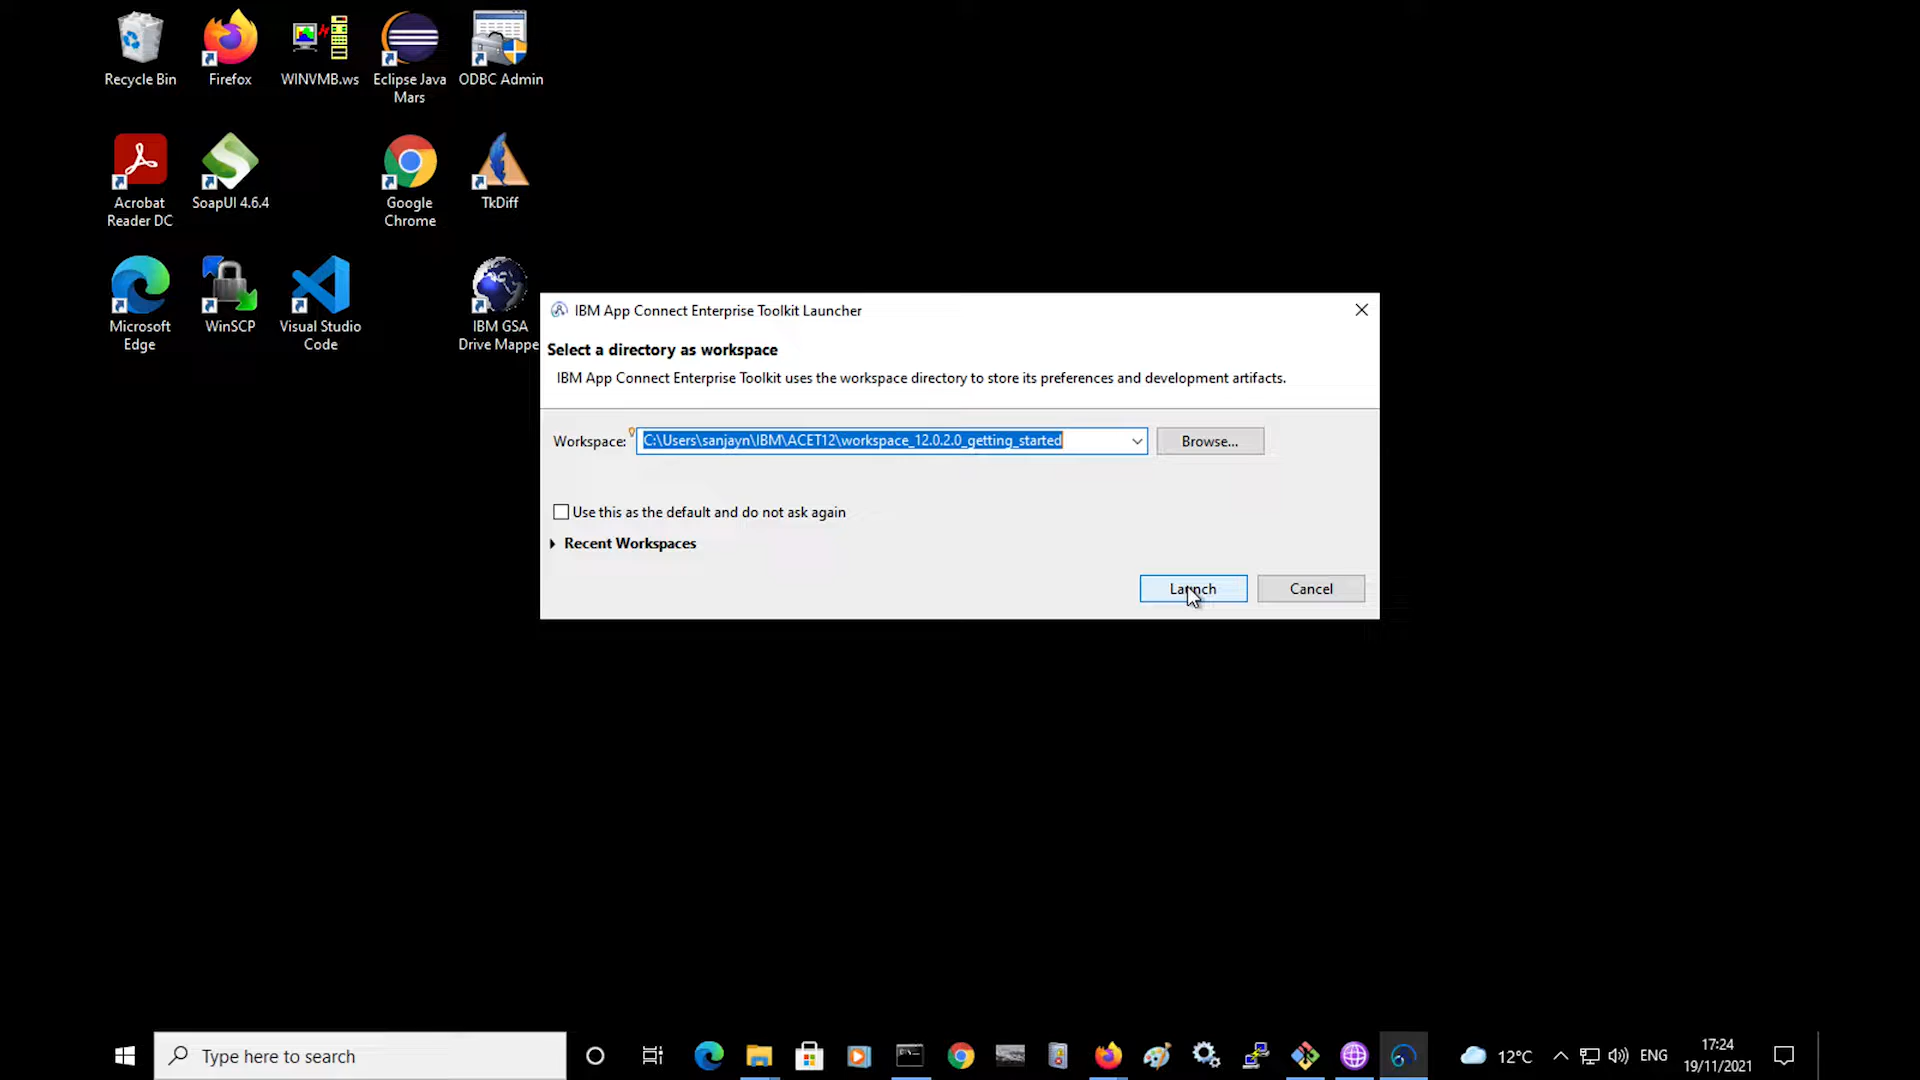 Recycle Bin
Firefox
WINVMB.ws
Eclipse Java
Mars
ODBC Admin
Acrobat
Reader DC
SoapUI 4.6.4
Google
Chrome
TkDiff
Microsoft
Edge
WinSCP
Visual Studio
Code
IBM GSA
Drive Mappe
IBM App Connect Enterprise Toolkit Launcher
Select a directory as workspace
IBM App Connect Enterprise Toolkit uses the workspace directory to store its preferences and development artifacts.
Workspace:
C:\Users\sanjayn\IBM\ACET12\workspace_12.0.2.0_getting_started
Browse...
Use this as the default and do not ask again
Recent Workspaces
Launch
Cancel
Type here to search
12°C
ENG
17:24
19/11/2021